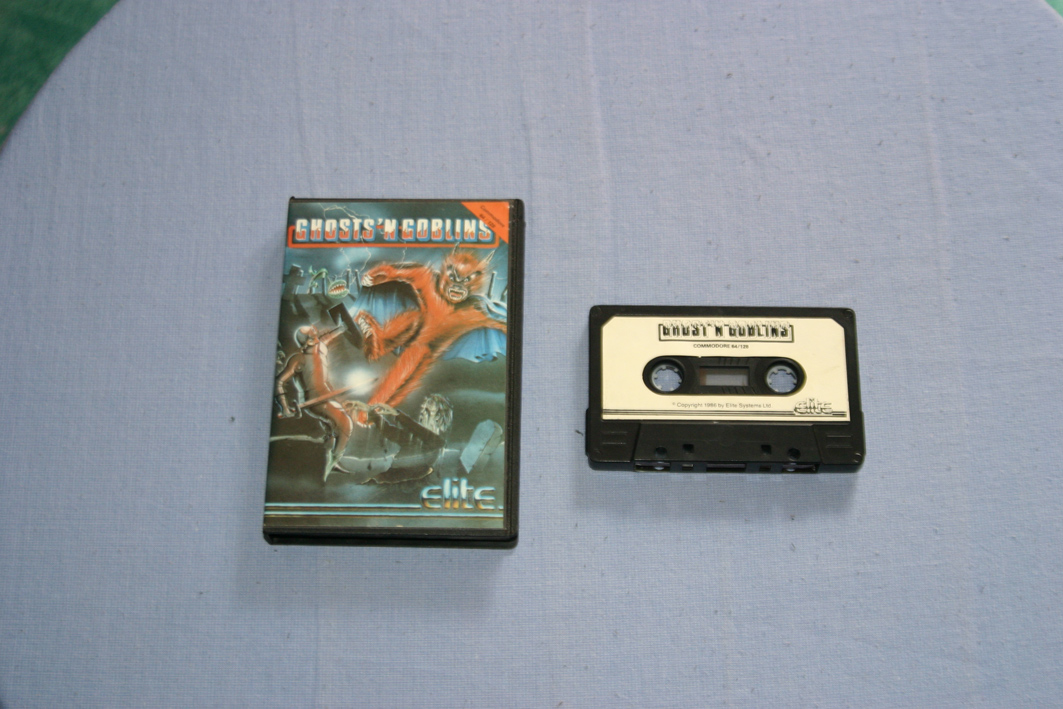 GHOSTS'N GOBLINS
elite
GHOST'N GOBLINS
COMMODORE 64/128
© Copyright 1986 by Elite Systems Ltd
elite